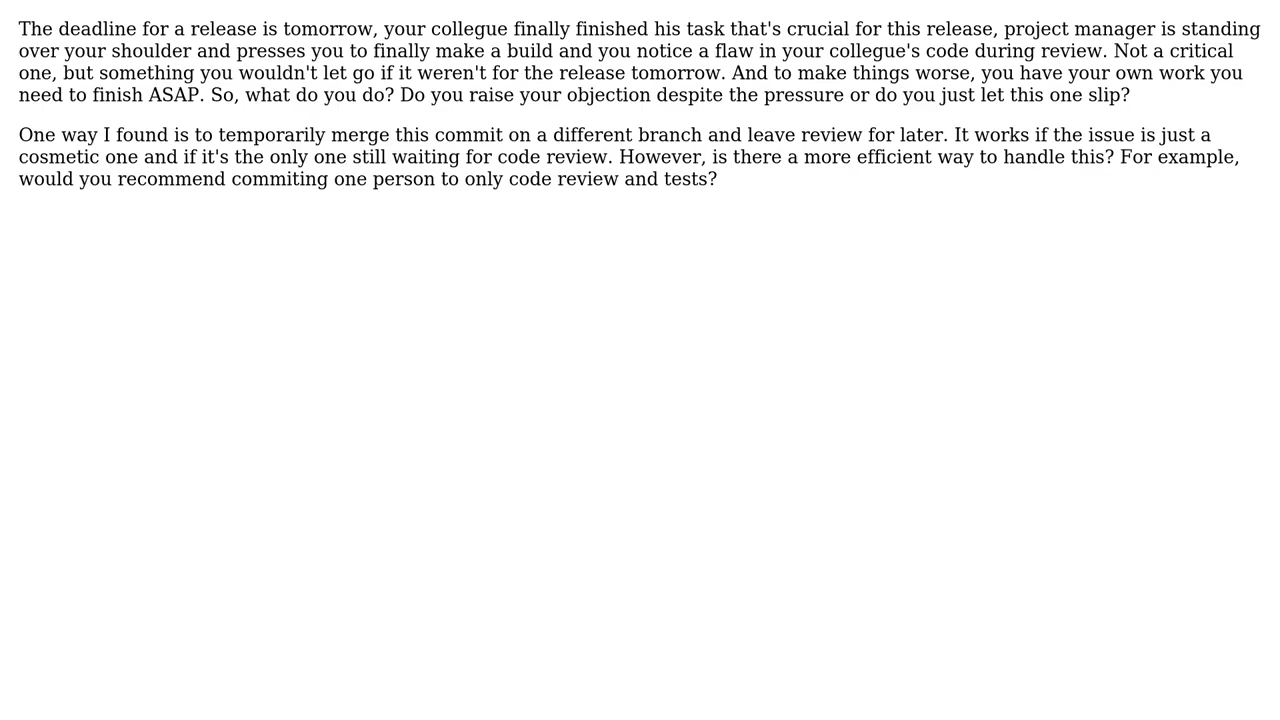 The deadline for a release is tomorrow, your collegue finally finished his task that's crucial for this release, project manager is standing
over your shoulder and presses you to finally make a build and you notice a flaw in your collegue's code during review. Not a critical
one, but something you wouldn't let go if it weren't for the release tomorrow. And to make things worse, you have your own work you
need to finish ASAP. So, what do you do? Do you raise your objection despite the pressure or do you just let this one slip?
One way I found is to temporarily merge this commit on a different branch and leave review for later. It works if the issue is just a
cosmetic one and if it's the only one still waiting for code review. However, is there a more efficient way to handle this? For example,
would you recommend commiting one person to only code review and tests?